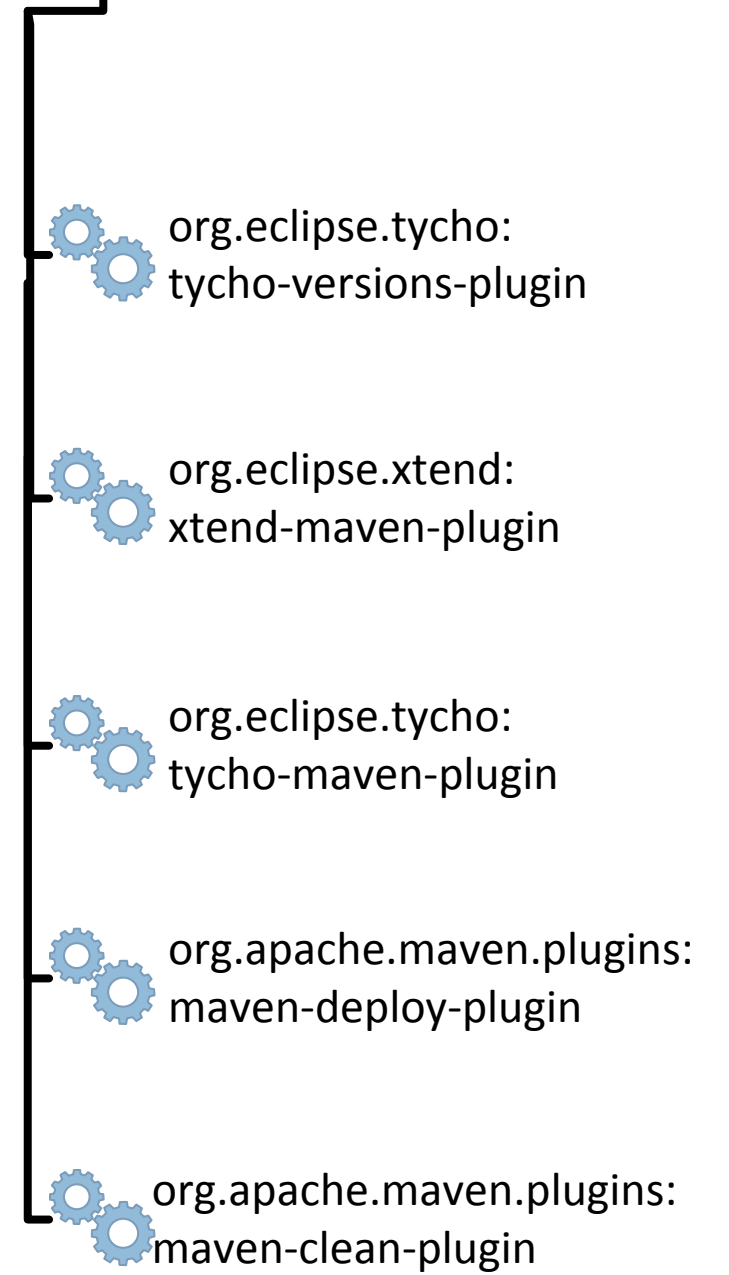 org.eclipse.tycho:
tycho-versions-plugin
org.eclipse.xtend:
xtend-maven-plugin
org.eclipse.tycho:
tycho-maven-plugin
org.apache.maven.plugins:
maven-deploy-plugin
org.apache.maven.plugins:
maven-clean-plugin